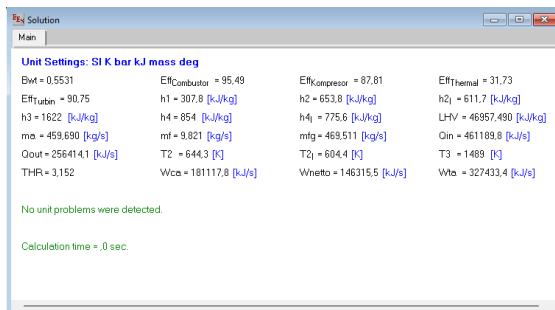 EES Solution
Main
Unit Settings: SI K bar kJ mass deg
Bwt = 0,5531 EffCombustor = 95,49 EffKompresor = 87,81 EffThermal = 31,73
EffTurbin = 90,75 h1 = 307,8 [kJ/kg] h2 = 653,8 [kJ/kg] h2I = 611,7 [kJ/kg]
h3 = 1622 [kJ/kg] h4 = 854 [kJ/kg] h4I = 775,6 [kJ/kg] LHV = 46957,490 [kJ/kg]
ma = 459,690 [kg/s] mf = 9,821 [kg/s] mfg = 469,511 [kg/s] Qin = 461189,8 [kJ/s]
Qout = 256414,1 [kJ/s] T2 = 644,3 [K] T2I = 604,4 [K] T3 = 1489 [K]
THR = 3,152 Wca = 181117,8 [kJ/s] Wnetto = 146315,5 [kJ/s] Wta = 327433,4 [kJ/s]
No unit problems were detected.
Calculation time = ,0 sec.